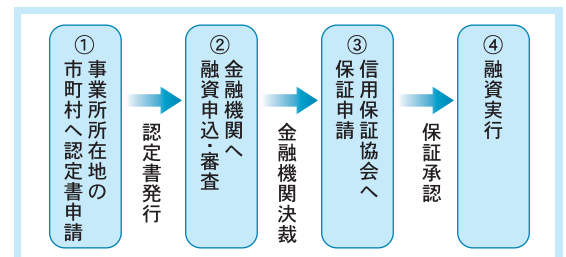 ①
事業所所在地の
市町村へ認定書申請
認定書発行
②
金融機関へ
融資申込・審査
金融機関決裁
③
信用保証協会へ
保証申請
保証承認
④
融資実行